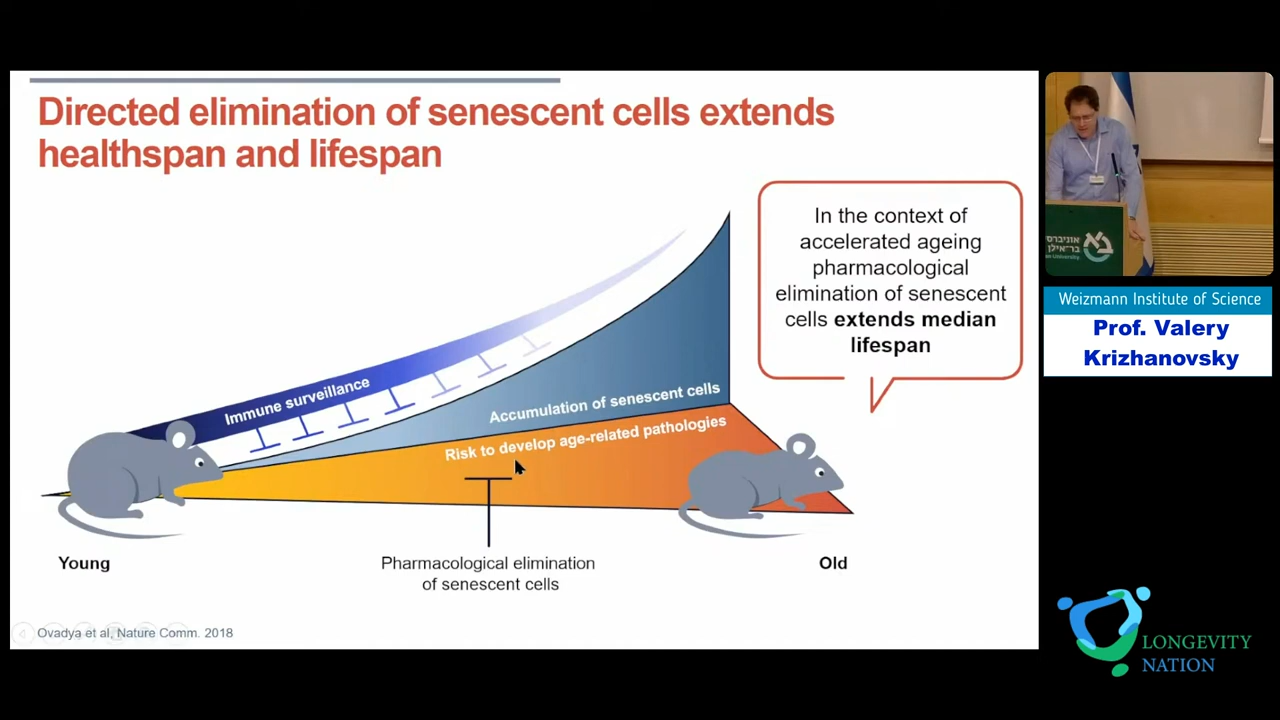 Directed elimination of senescent cells extends
healthspan and lifespan
In the context of
accelerated ageing
pharmacological
elimination of senescent
cells extends median
lifespan
Immune surveillance
Accumulation of senescent cells
Risk to develop age-related pathologies
Pharmacological elimination
of senescent cells
Young
Old
Ovadya et al, Nature Comm. 2018
אוניברסי
בר־אילן
Weizmann Institute of Science
Prof. Valery
Krizhanovsky
LONGEVITY
NATION